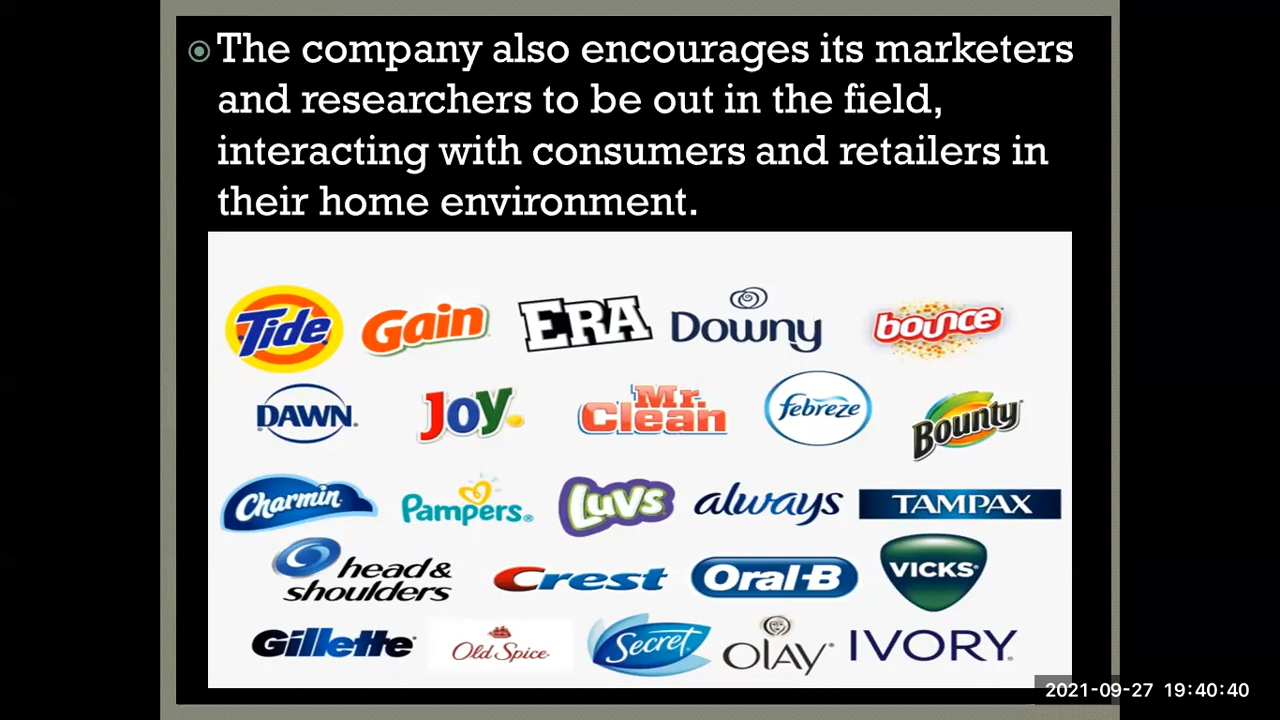 The company also encourages its marketers
and researchers to be out in the field,
interacting with consumers and retailers in
their home environment.
Tide Gain ERA Downy bounce
DAWN. Joy. Mr. Clean febreze Bounty
Charmin Pampers® Luvs always TAMPAX
head & shoulders Crest Oral-B VICKS
Gillette Old Spice Secret OLAY® IVORY
2021-09-27 19:40:40